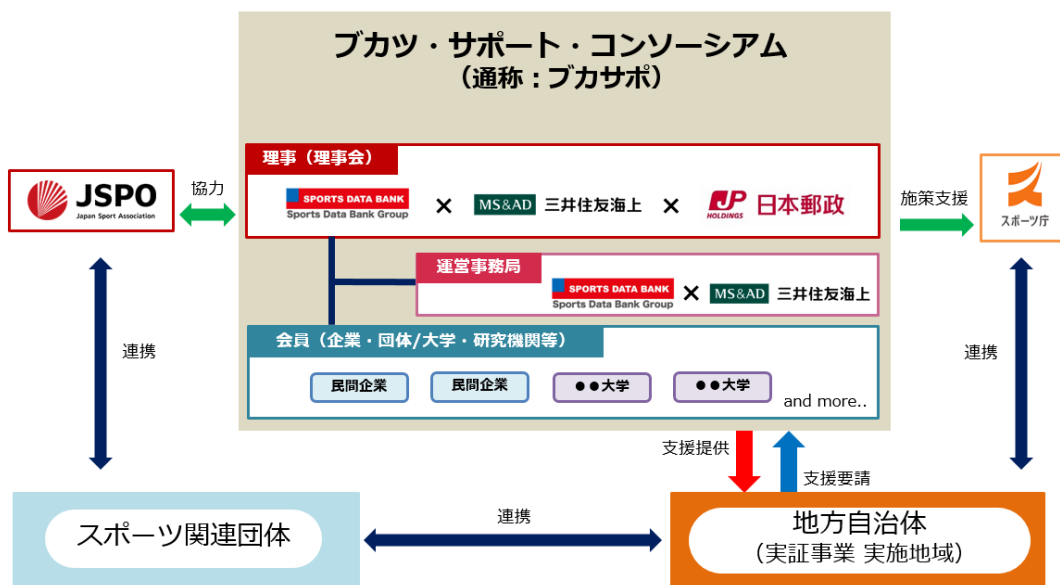 ブカツ・サポート・コンソーシアム
（通称：ブカサポ）
理事（理事会）
JSPO
Japan Sport Association
協力
SPORTS DATA BANK
Sports Data Bank Group
×
MS&AD 三井住友海上
×
JP
HOLDINGS
日本郵政
施策支援
スポーツ庁
運営事務局
SPORTS DATA BANK
Sports Data Bank Group
×
MS&AD 三井住友海上
会員（企業・団体/大学・研究機関等）
連携
連携
民間企業
民間企業
●●大学
●●大学
and more..
支援提供
支援要請
スポーツ関連団体
連携
地方自治体
（実証事業 実施地域）